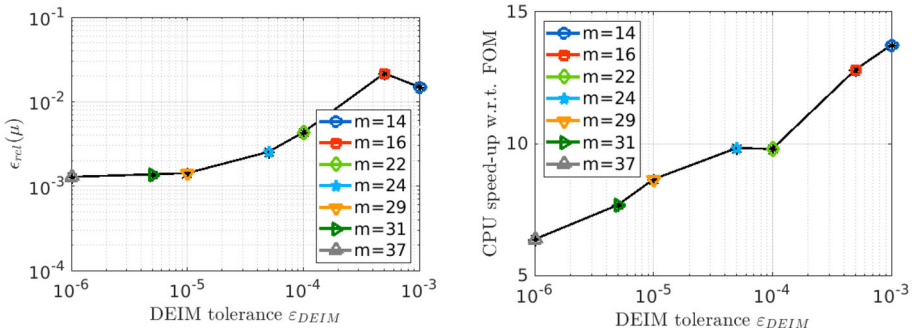 10^-1
10^-2
10^-3
10^-4
ϵ_rel(μ)
m=14
m=16
m=22
m=24
m=29
m=31
m=37
10^-6 10^-5 10^-4 10^-3
DEIM tolerance ε_DEIM
15
10
5
CPU speed-up w.r.t. FOM
m=14
m=16
m=22
m=24
m=29
m=31
m=37
10^-6 10^-5 10^-4 10^-3
DEIM tolerance ε_DEIM